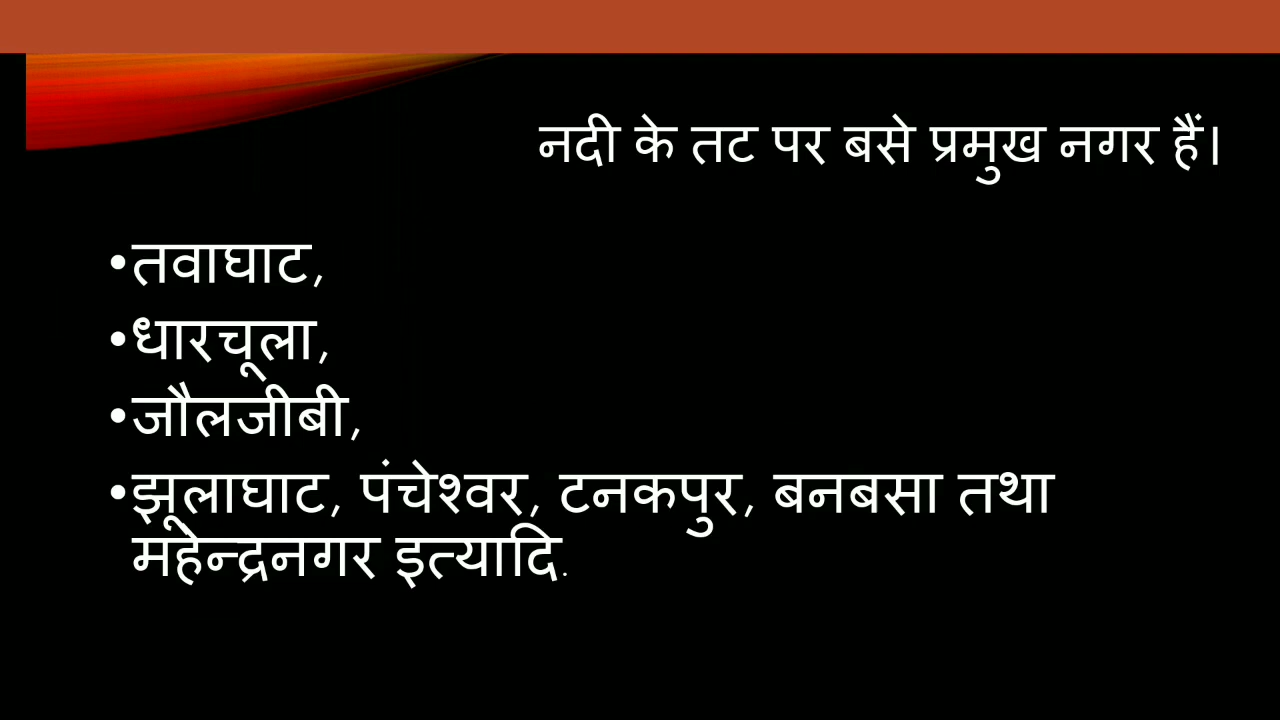 नदी के तट पर बसे प्रमुख नगर हैं।
•तवाघाट,
•धारचूला,
•जौलजीबी,
•झूलाघाट, पंचेश्वर, टनकपुर, बनबसा तथा
महेन्द्रनगर इत्यादि.